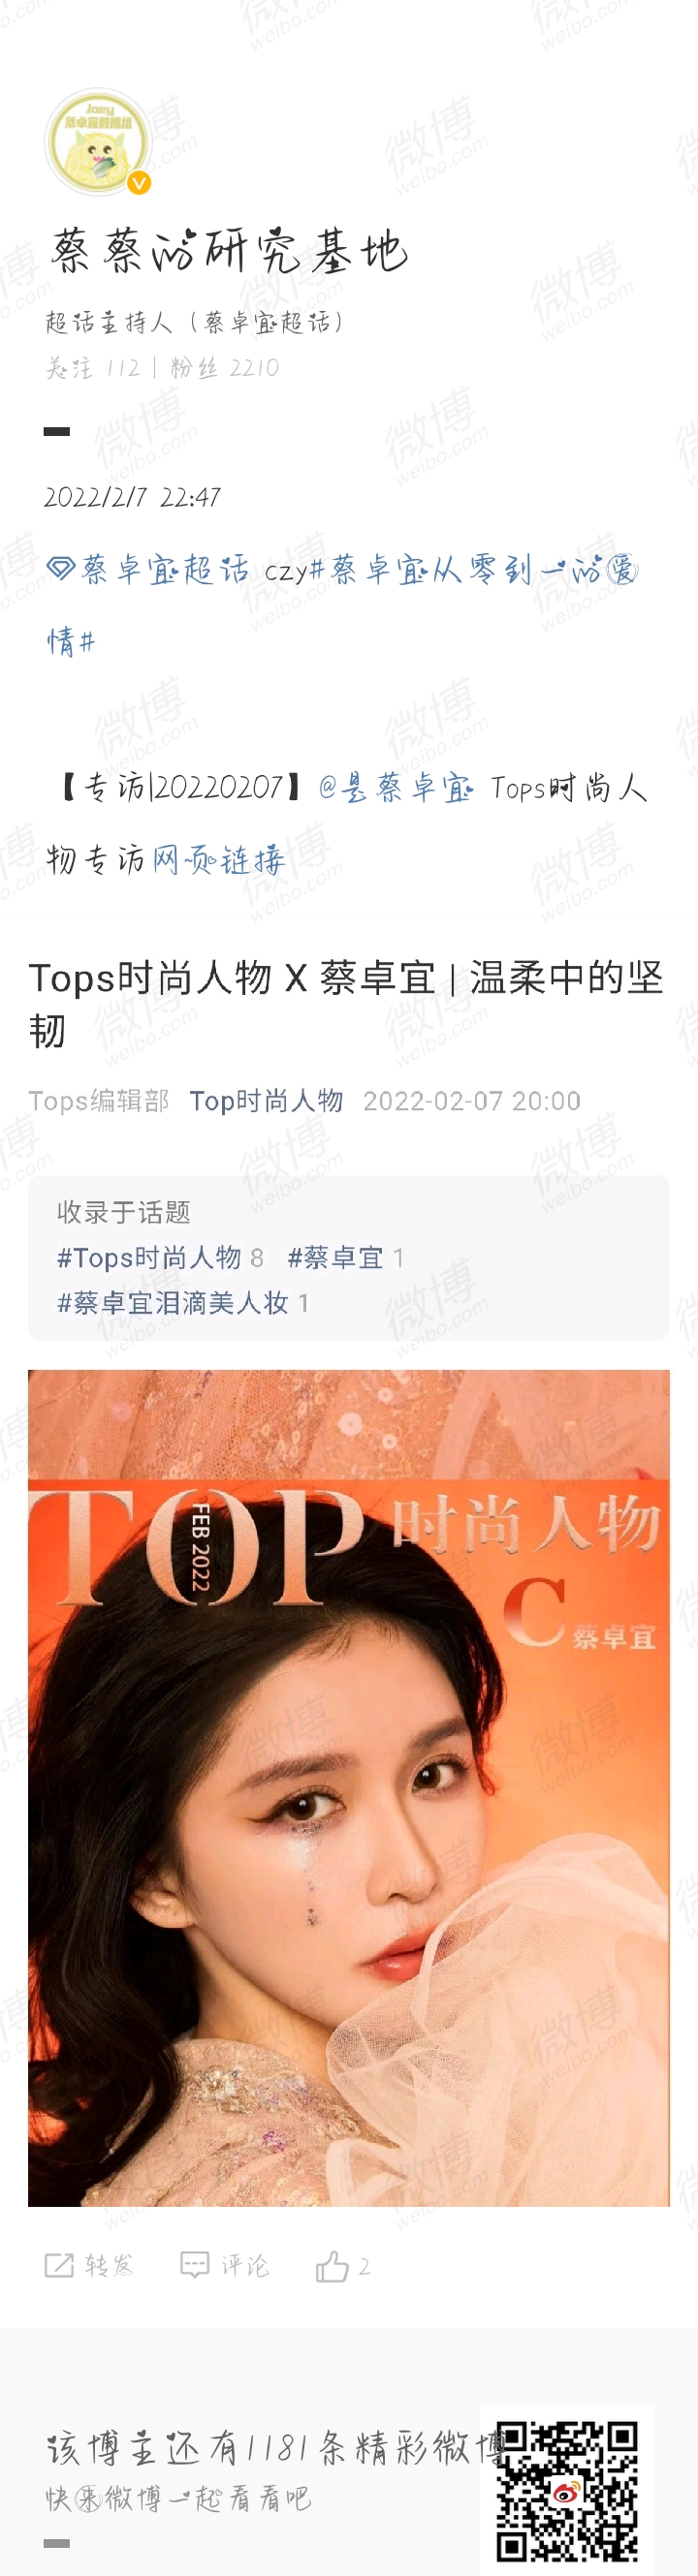 Joey
蔡卓宜数据组
蔡蔡的研究基地
超话主持人（蔡卓宜超话）
关注 112 | 粉丝 2210
2022/2/7 22:47
蔡卓宜超话 czy#蔡卓宜从零到一的爱
情#
【专访|20220207】@是蔡卓宜 Tops时尚人
物专访网页链接
Tops时尚人物 X 蔡卓宜 | 温柔中的坚
韧
Tops编辑部 Top时尚人物 2022-02-07 20:00
收录于话题
#Tops时尚人物 8 #蔡卓宜 1
#蔡卓宜泪滴美人妆 1
TOP 时尚人物
FEB 2022
C 蔡卓宜
转发 评论 2
该博主还有1181条精彩微博
快来微博一起看看吧
微博
weibo.com